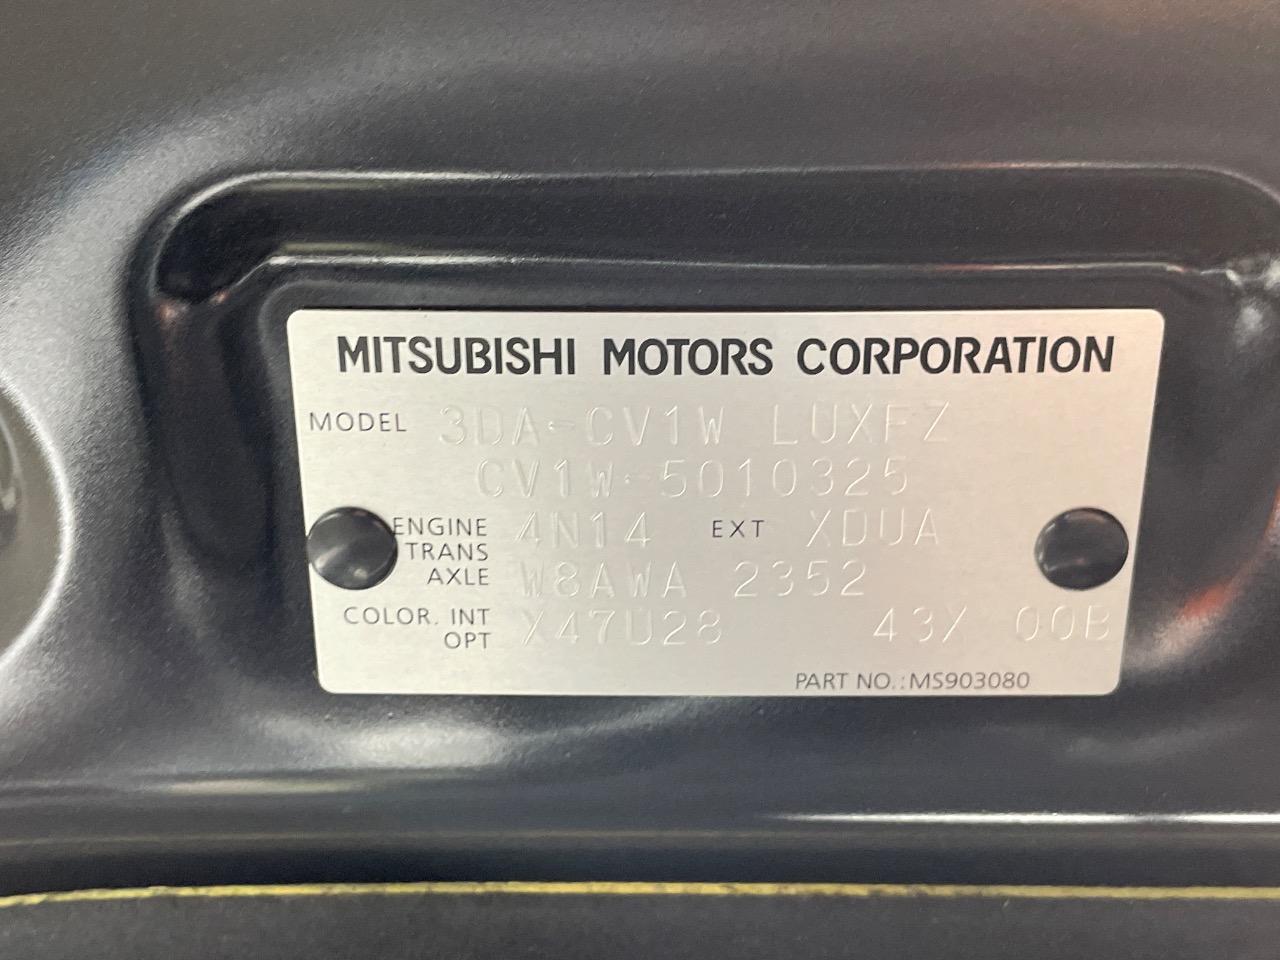 MITSUBISHI MOTORS CORPORATION
MODEL 3DA-CV1W LUXFZ
CV1W-5010325
ENGINE 4N14 EXT XDUA
TRANS
AXLE W8AWA 2352
COLOR. INT
OPT X47U28 43X 00B
PART NO.:MS903080